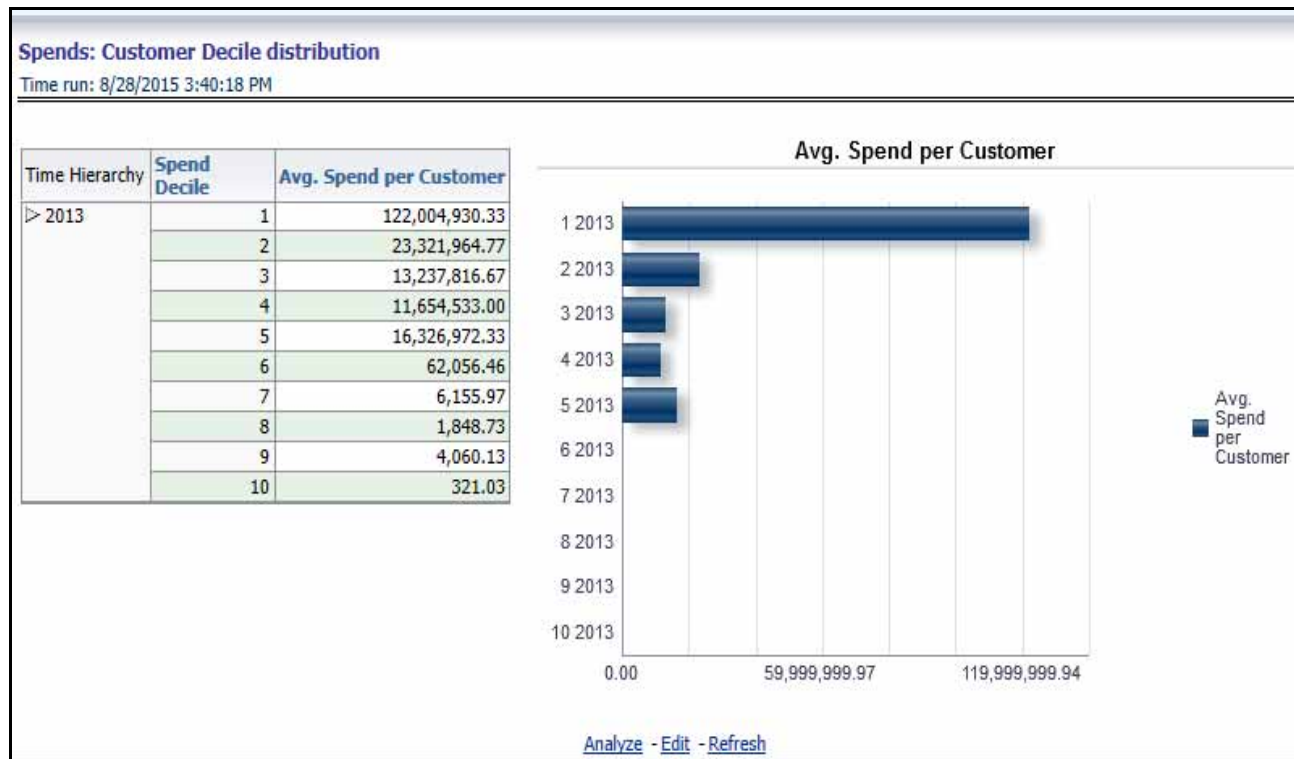 Spends: Customer Decile distribution
Time run: 8/28/2015 3:40:18 PM
Time Hierarchy Spend Decile Avg. Spend per Customer
▷ 2013 1 122,004,930.33
2 23,321,964.77
3 13,237,816.67
4 11,654,533.00
5 16,326,972.33
6 62,056.46
7 6,155.97
8 1,848.73
9 4,060.13
10 321.03
Avg. Spend per Customer
1 2013
2 2013
3 2013
4 2013
5 2013
6 2013
7 2013
8 2013
9 2013
10 2013
0.00 59,999,999.97 119,999,999.94
Avg.
Spend
per
Customer
Analyze - Edit - Refresh